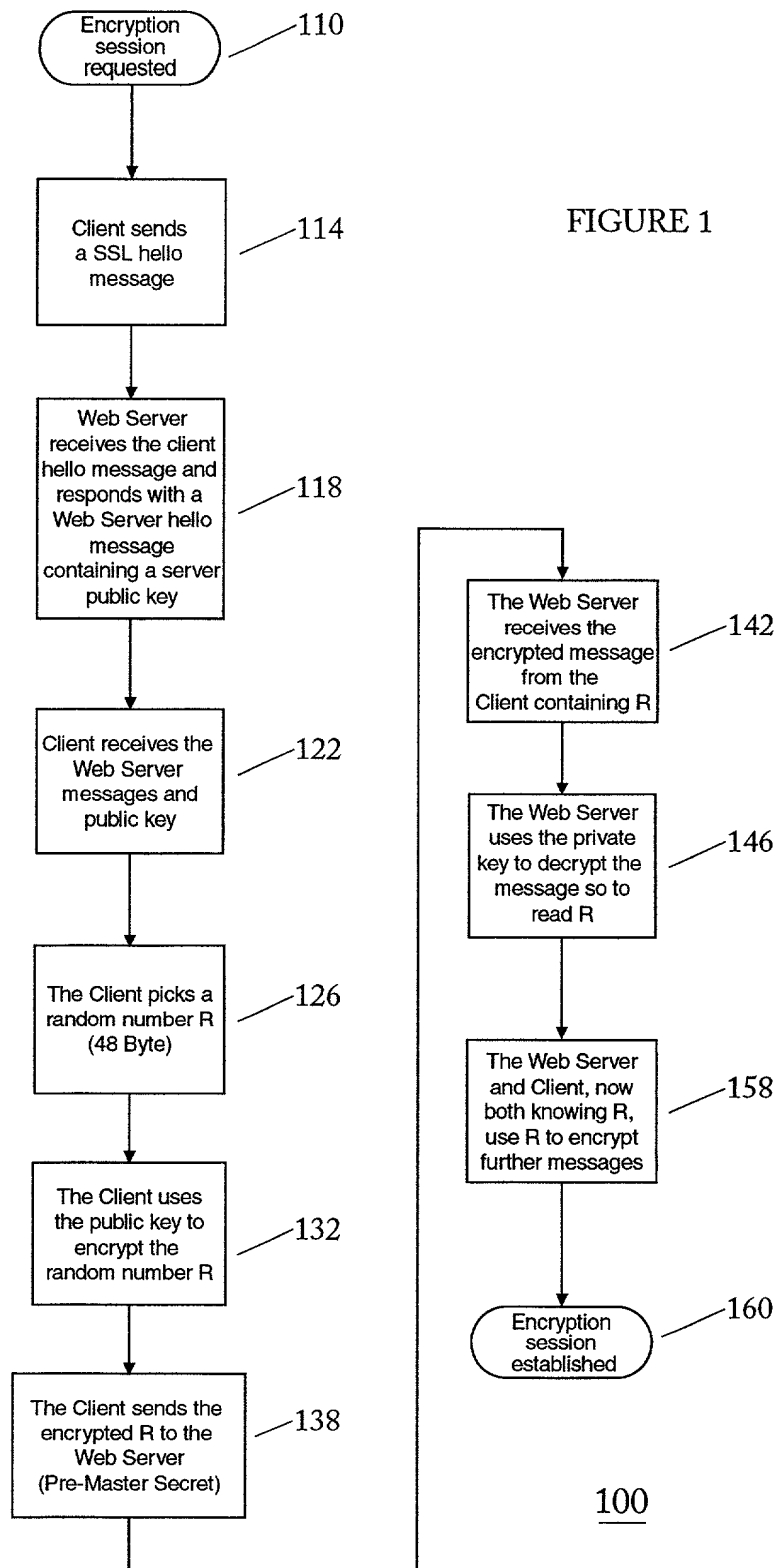 Encryption
session
requested
110
Client sends
a SSL hello
message
114
FIGURE 1
Web Server
receives the client
hello message and
responds with a
Web Server hello
message
containing a server
public key
118
Client receives the
Web Server
messages and
public key
122
The Client picks a
random number R
(48 Byte)
126
The Client uses
the public key to
encrypt the
random number R
132
The Client sends the
encrypted R to the
Web Server
(Pre-Master Secret)
138
The Web Server
receives the
encrypted message
from the
Client containing R
142
The Web Server
uses the private
key to decrypt the
message so to
read R
146
The Web Server
and Client, now
both knowing R,
use R to encrypt
further messages
158
Encryption
session
established
160
100